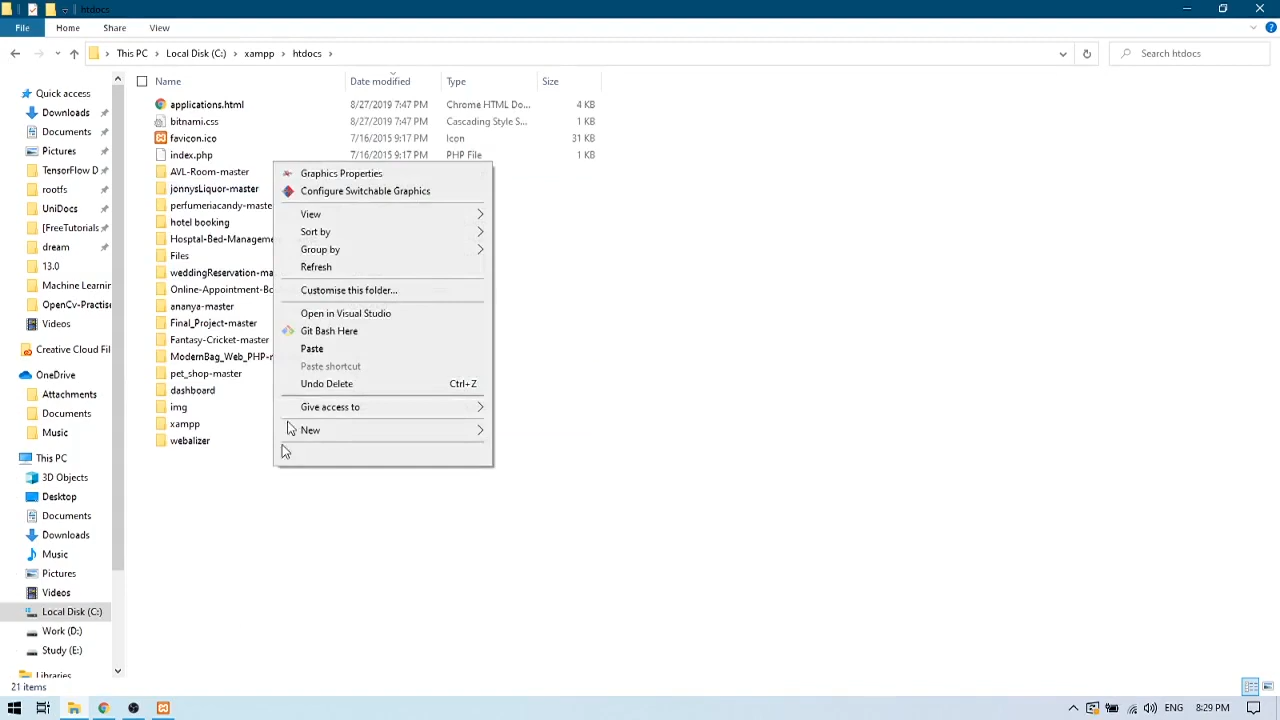 htdocs
File Home Share View
This PC Local Disk (C:) xampp htdocs
Search htdocs
Name Date modified Type Size
Quick access
Downloads
Documents
Pictures
TensorFlow D
rootfs
UniDocs
[FreeTutorials
dream
13.0
Machine Learnin
OpenCv-Practise
Videos
Creative Cloud Fil
OneDrive
Attachments
Documents
Music
This PC
3D Objects
Desktop
Documents
Downloads
Music
Pictures
Videos
Local Disk (C:)
Work (D:)
Study (E:)
Libraries
applications.html 8/27/2019 7:47 PM Chrome HTML Do... 4 KB
bitnami.css 8/27/2019 7:47 PM Cascading Style S... 1 KB
favicon.ico 7/16/2015 9:17 PM Icon 31 KB
index.php 7/16/2015 9:17 PM PHP File 1 KB
AVL-Room-master
jonnysLiquor-master
perfumeriacandy-maste
hotel booking
Hosptal-Bed-Manageme
Files
weddingReservation-ma
Online-Appointment-Bo
ananya-master
Final_Project-master
Fantasy-Cricket-master
ModernBag_Web_PHP-m
pet_shop-master
dashboard
img
xampp
webalizer
Graphics Properties
Configure Switchable Graphics
View
Sort by
Group by
Refresh
Customise this folder...
Open in Visual Studio
Git Bash Here
Paste
Paste shortcut
Undo Delete Ctrl+Z
Give access to
New
21 items
ENG 8:29 PM